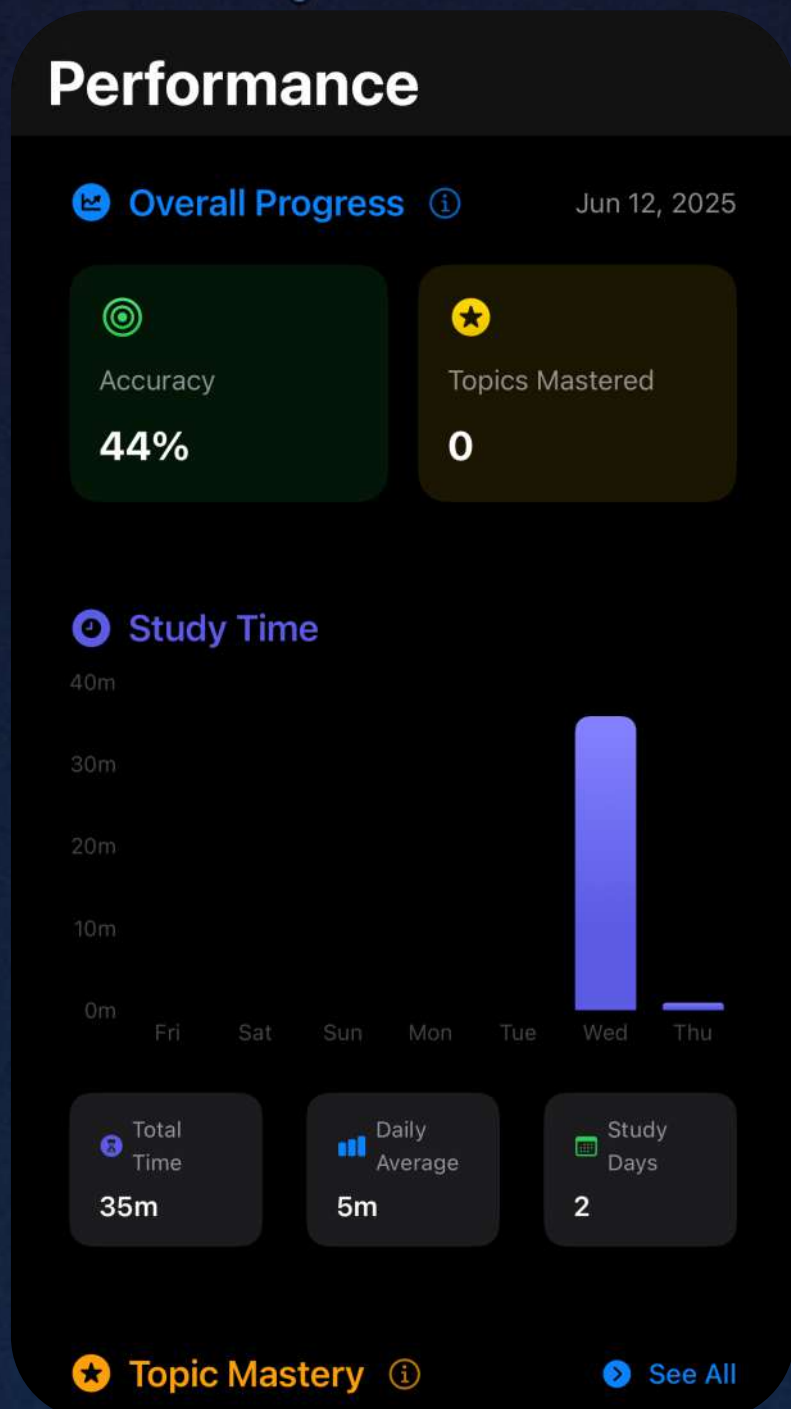 Performance
Overall Progress
Jun 12, 2025
Accuracy
44%
Topics Mastered
0
Study Time
40m
30m
20m
10m
0m
Fri Sat Sun Mon Tue Wed Thu
Total
Time
35m
Daily
Average
5m
Study
Days
2
Topic Mastery
See All